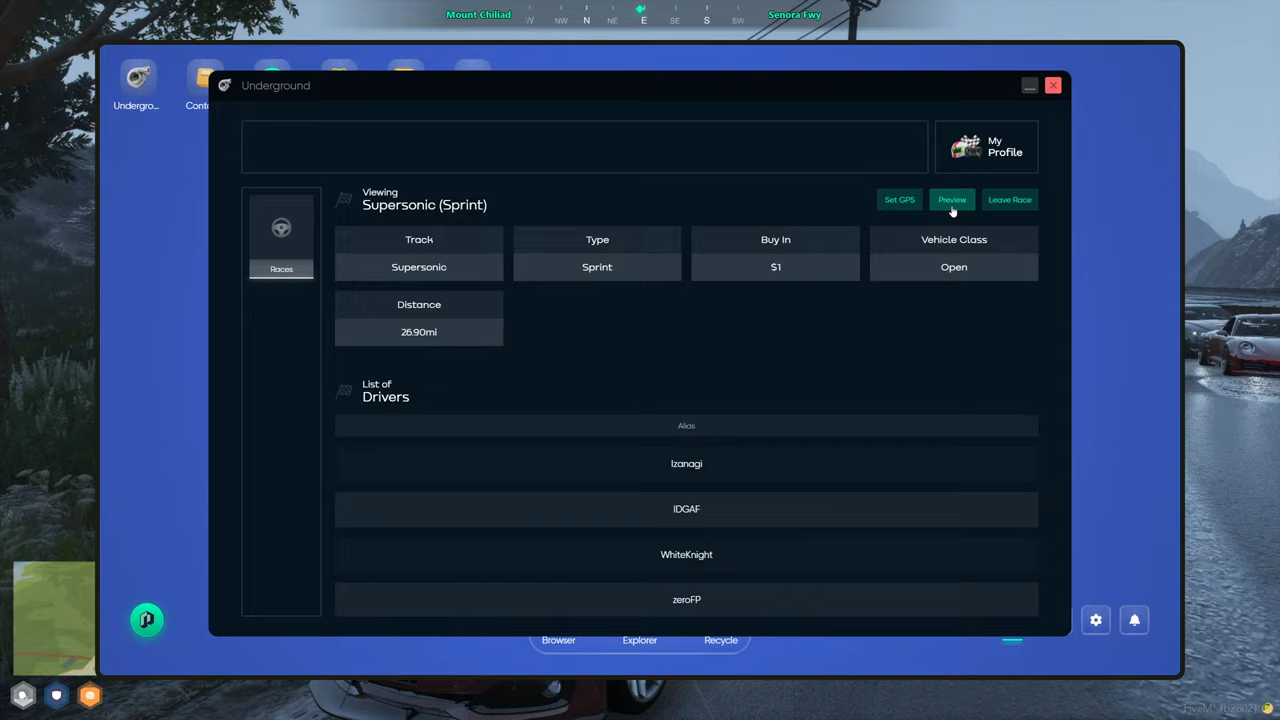 Mount Chiliad
W NW N NE E SE S SW
Senora Fwy
Undergro...
Underground
My
Profile
Viewing
Supersonic (Sprint)
Set GPS
Preview
Leave Race
Races
Track
Type
Buy In
Vehicle Class
Supersonic
Sprint
$1
Open
Distance
26.90mi
List of
Drivers
Alias
Izanagi
IDGAF
WhiteKnight
zeroFP
Browser
Explorer
Recycle